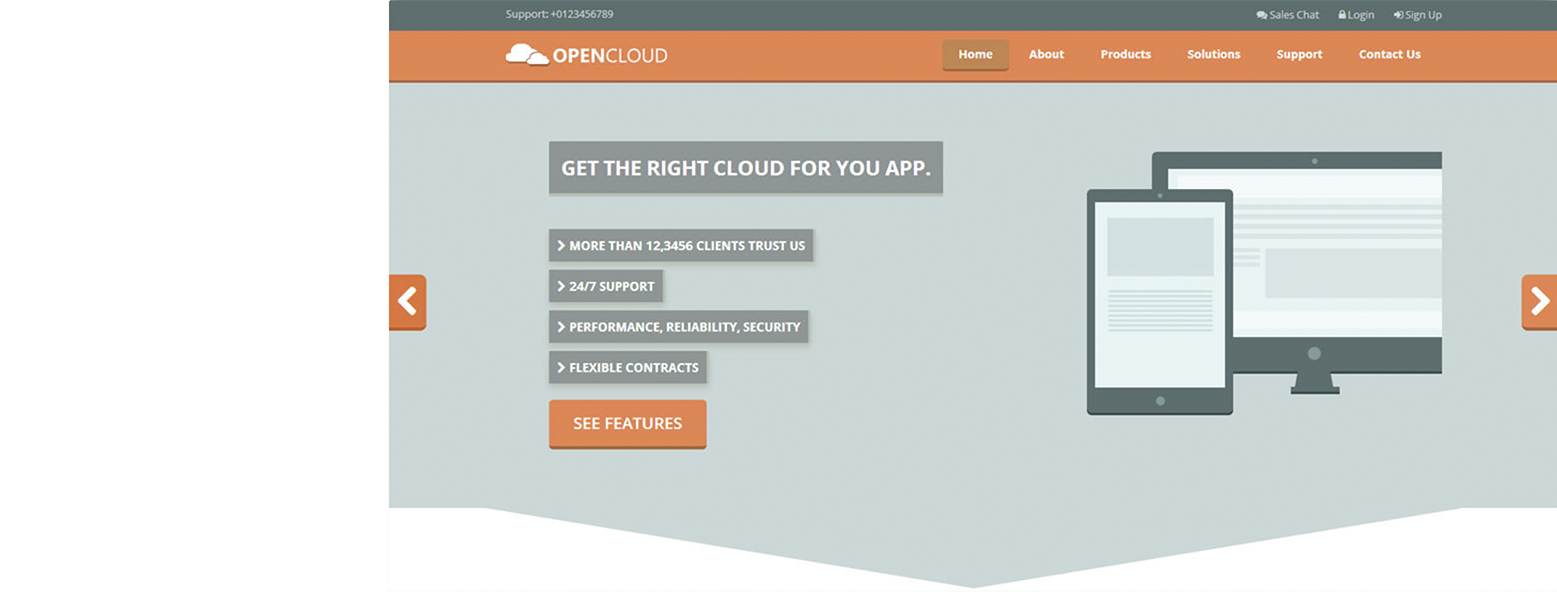 Support: +0123456789
Sales Chat Login Sign Up
OPENCLOUD
Home About Products Solutions Support Contact Us
GET THE RIGHT CLOUD FOR YOU APP.
MORE THAN 12,3456 CLIENTS TRUST US
24/7 SUPPORT
PERFORMANCE, RELIABILITY, SECURITY
FLEXIBLE CONTRACTS
SEE FEATURES